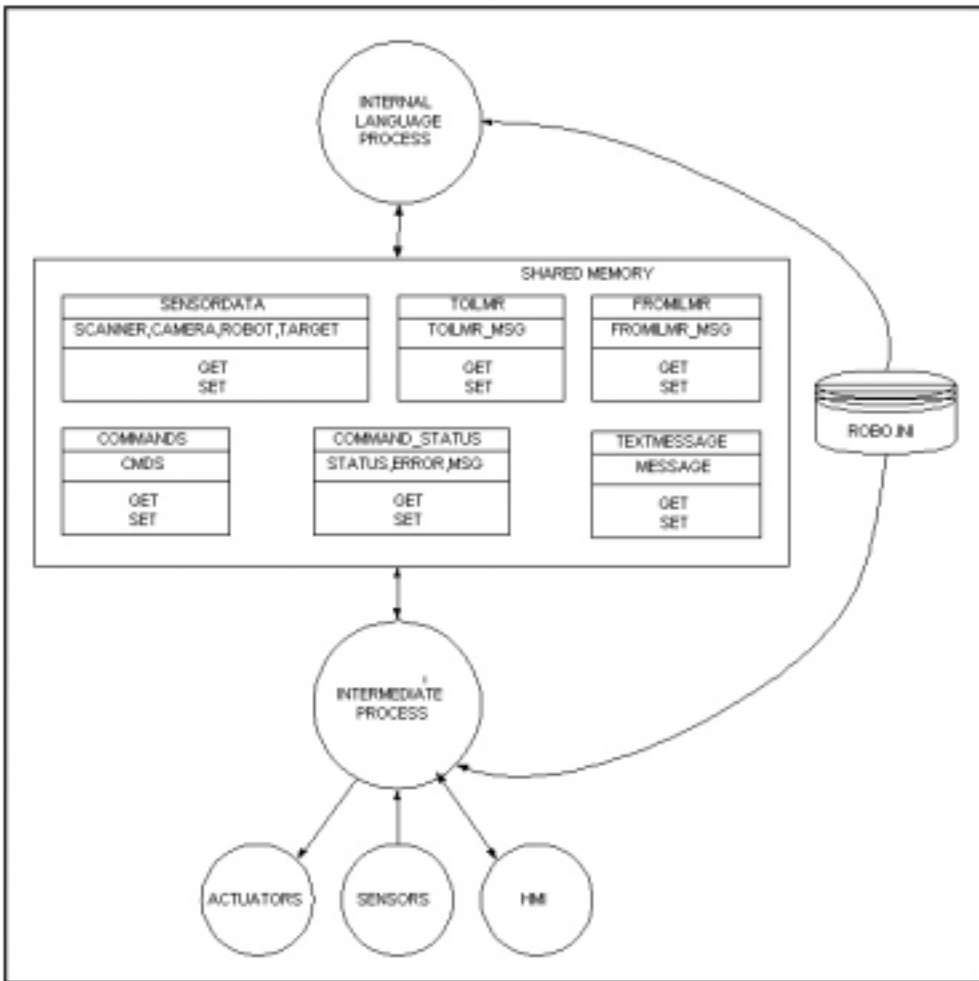 INTERNAL
LANGUAGE
PROCESS
SHARED MEMORY
SENSORDATA
SCANNER,CAMERA,ROBOT,TARGET
GET
SET
TOILMR
TOILMR_MSG
GET
SET
FROMILMR
FROMILMR_MSG
GET
SET
ROBO.INI
COMMANDS
CMDS
GET
SET
COMMAND_STATUS
STATUS,ERROR,MSG
GET
SET
TEXTMESSAGE
MESSAGE
GET
SET
INTERMEDIATE
PROCESS
ACTUATORS
SENSORS
HMI